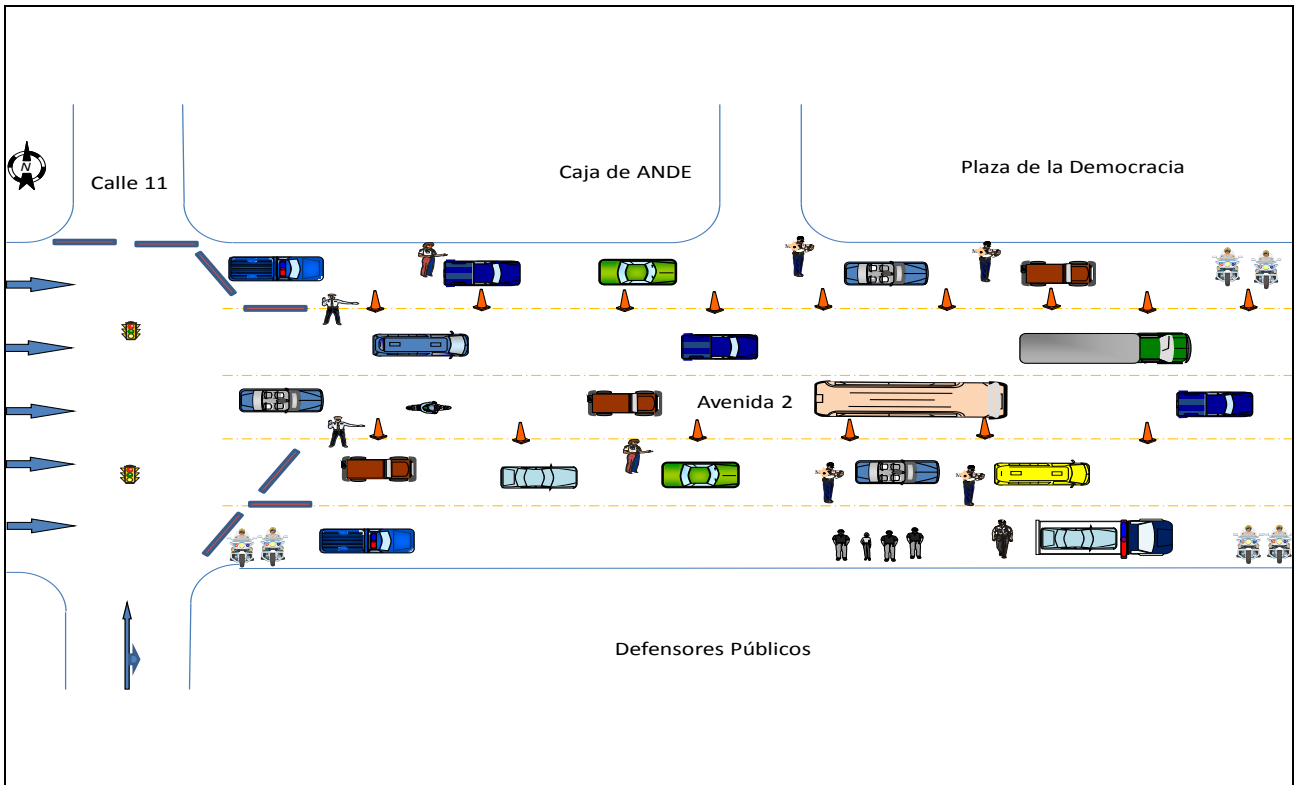 N
Calle 11
Caja de ANDE
Plaza de la Democracia
Avenida 2
Defensores Públicos